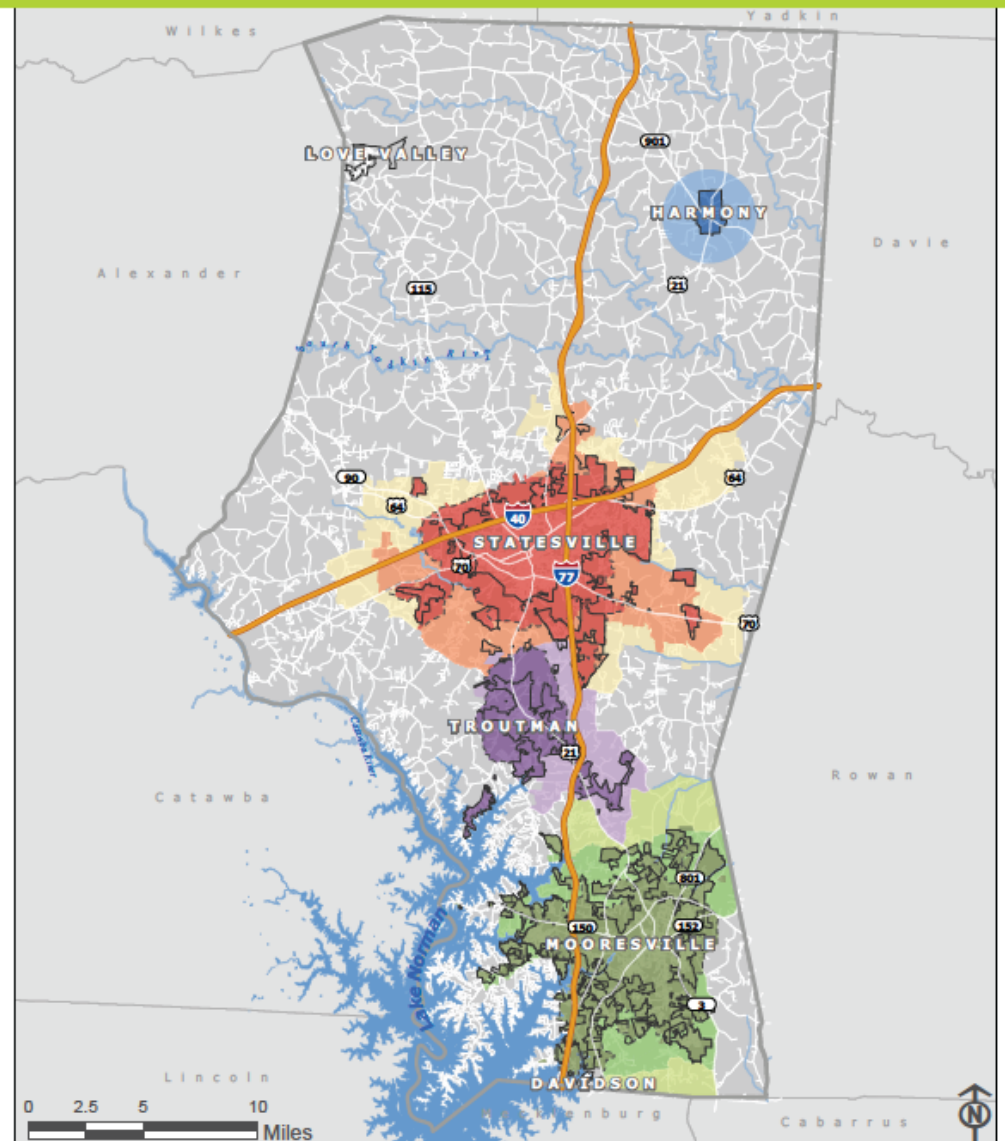 Yadkin
Wilkes
901
LOVE VALLEY
HARMONY
Davie
Alexander
115
21
South Yadkin River
90
64
64
40
STATESVILLE
70
77
70
TROUTMAN
21
Catawba River
Rowan
Catawba
801
Lake Norman
150
152
MOORESVILLE
3
Lincoln
DAVIDSON
Mecklenburg
Cabarrus
0 2.5 5 10
Miles
N